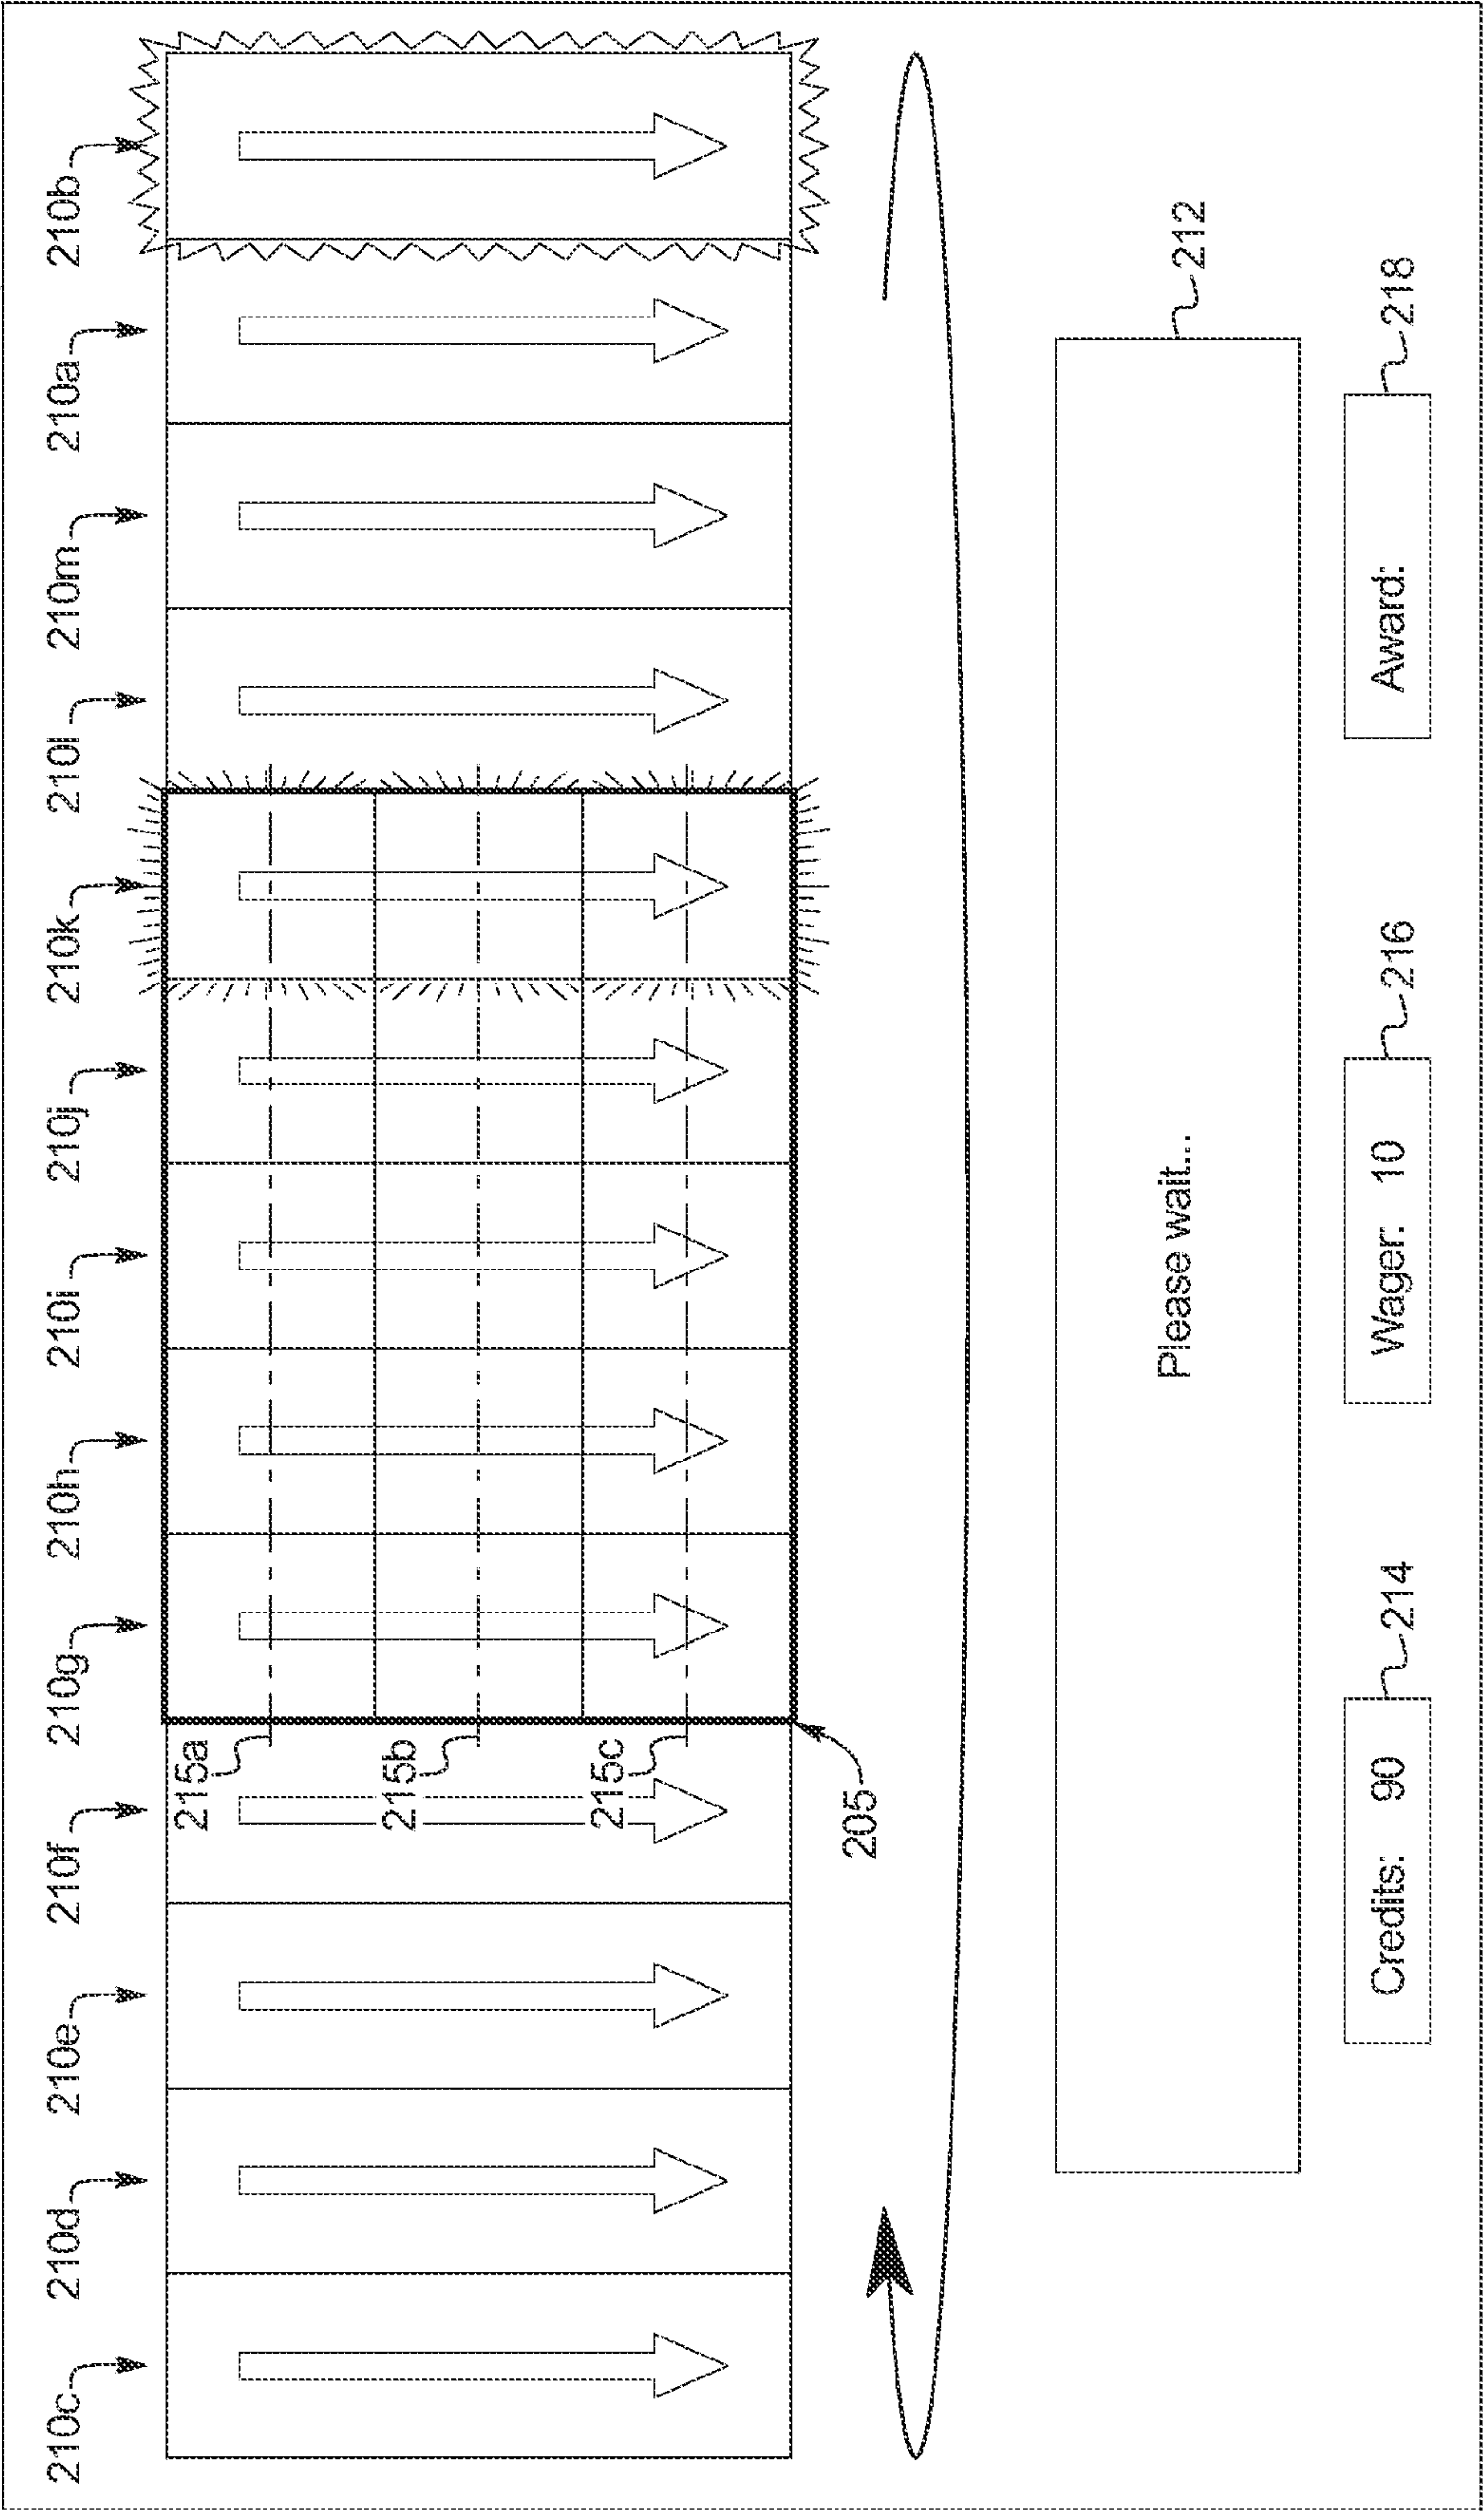 210c 210d 210e 210f 210g 210h 210i 210j 210k 210l 210m 210a 210b
215a
215b
215c
205
Please wait...
212
Credits: 90
214
Wager: 10
216
Award:
218